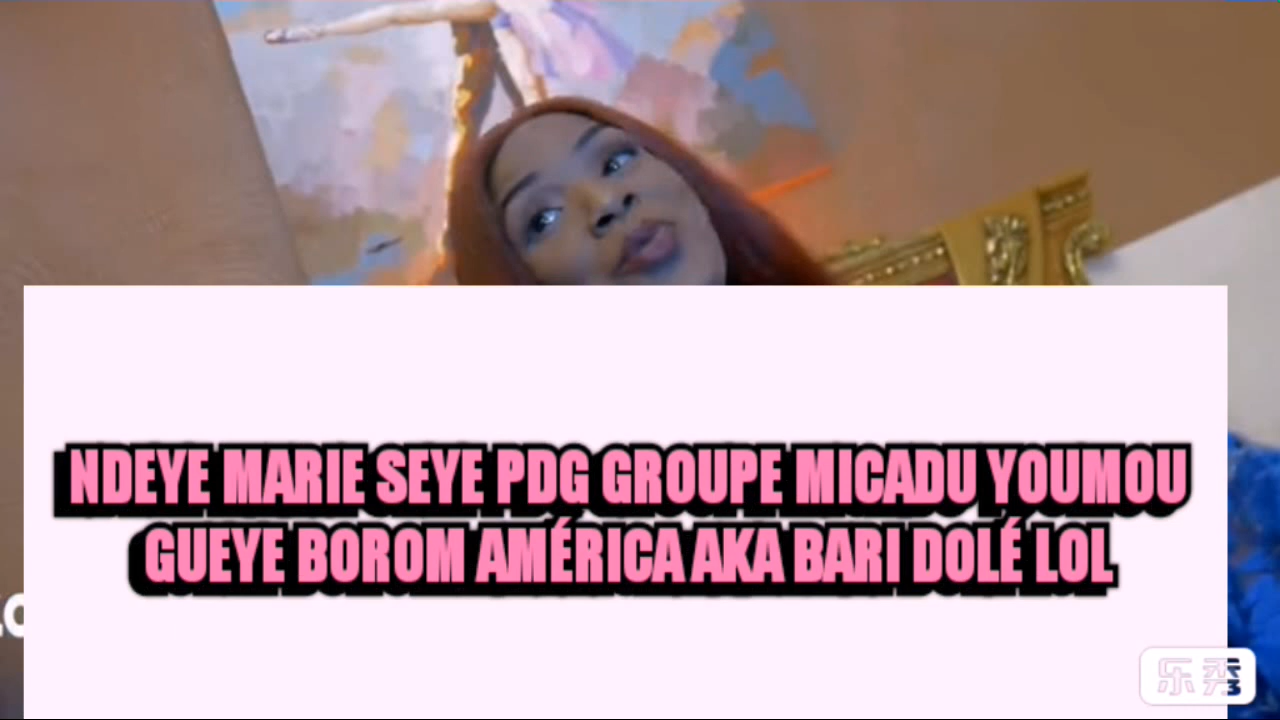 NDEYE MARIE SEYE PDG GROUPE MICADU YOUMOU
GUEYE BOROM AMÉRICA AKA BARI DOLÉ LOL
乐秀